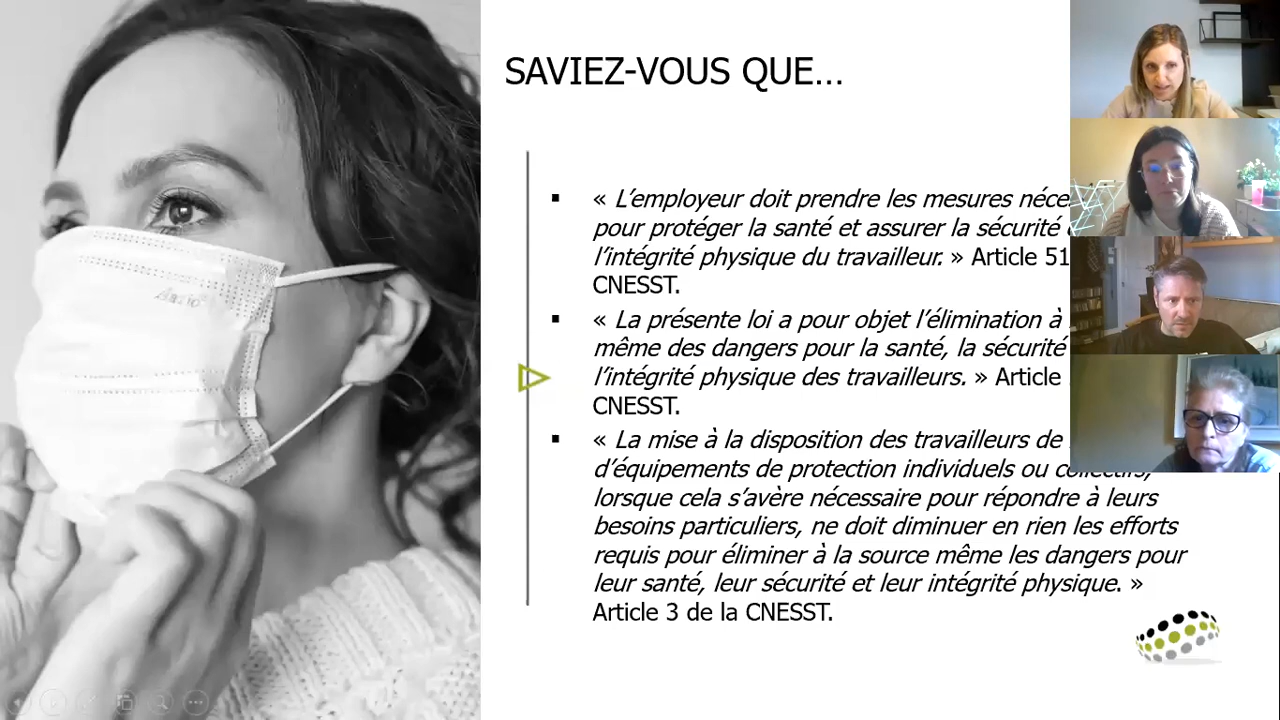 SAVIEZ-VOUS QUE...
▪ « L'employeur doit prendre les mesures
pour protéger la santé et assurer la sécurité
l'intégrité physique du travailleur. » Article 51
CNESST.
▪ « La présente loi a pour objet l'élimination à
même des dangers pour la santé, la sécurité
l'intégrité physique des travailleurs. » Article
CNESST.
▪ « La mise à la disposition des travailleurs de
d'équipements de protection individuels ou collectifs,
lorsque cela s'avère nécessaire pour répondre à leurs
besoins particuliers, ne doit diminuer en rien les efforts
requis pour éliminer à la source même les dangers pour
leur santé, leur sécurité et leur intégrité physique. »
Article 3 de la CNESST.